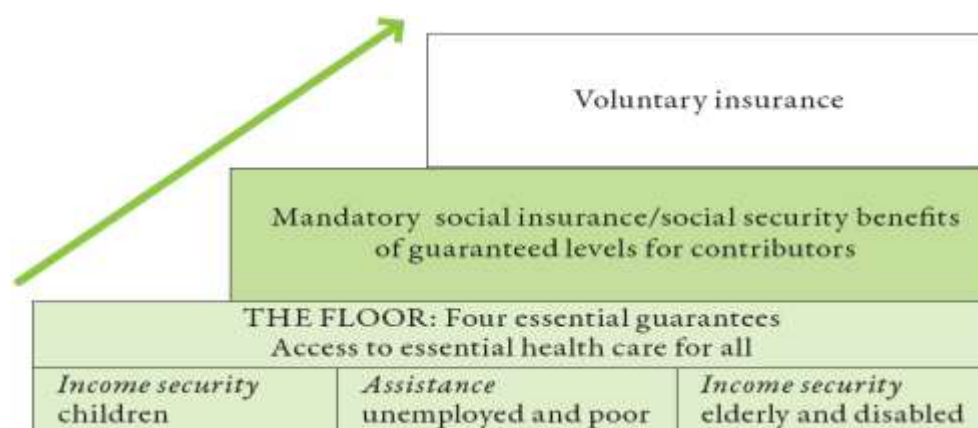 Voluntary insurance
Mandatory social insurance/social security benefits
of guaranteed levels for contributors
THE FLOOR: Four essential guarantees
Access to essential health care for all
Income security
children
Assistance
unemployed and poor
Income security
elderly and disabled